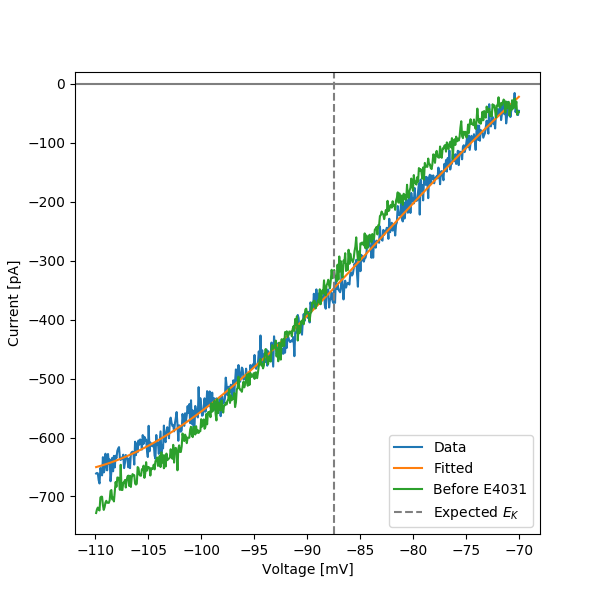 0
−100
−200
−300
−400
−500
−600
−700
Current [pA]
−110
−105
−100
−95
−90
−85
−80
−75
−70
Voltage [mV]
Data
Fitted
Before E4031
Expected E_K